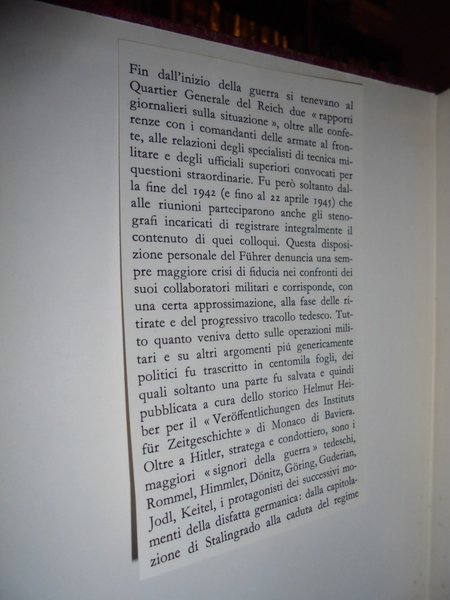 Fin dall'inizio della guerra si tenevano al
Quartier Generale del Reich due « rapporti
giornalieri sulla situazione », oltre alle confe-
renze con i comandanti delle armate al fron-
te, alle relazioni degli specialisti di tecnica mi-
litare e degli ufficiali superiori convocati per
questioni straordinarie. Fu però soltanto dal-
la fine del 1942 (e fino al 22 aprile 1945) che
alle riunioni parteciparono anche gli steno-
grafi incaricati di registrare integralmente il
contenuto di quei colloqui. Questa disposi-
zione personale del Führer denuncia una sem-
pre maggiore crisi di fiducia nei confronti dei
suoi collaboratori militari e corrisponde, con
una certa approssimazione, alla fase delle ri-
tirate e del progressivo tracollo tedesco. Tut-
to quanto veniva detto sulle operazioni mili-
tari e su altri argomenti piú genericamente
politici fu trascritto in centomila fogli, dei
quali soltanto una parte fu salvata e quindi
pubblicata a cura dello storico Helmut Hei-
ber per il « Veröffentlichungen des Instituts
für Zeitgeschichte » di Monaco di Baviera.
Oltre a Hitler, stratega e condottiero, sono i
maggiori « signori della guerra » tedeschi,
Rommel, Himmler, Dönitz, Göring, Guderian,
Jodl, Keitel, i protagonisti dei successivi mo-
menti della disfatta germanica: dalla capitola-
zione di Stalingrado alla caduta del regime